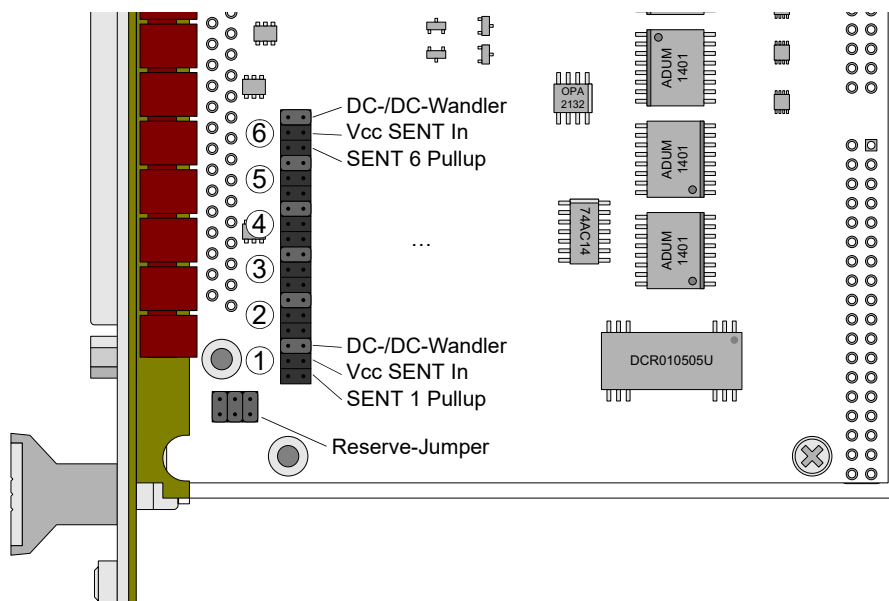 ADUM
1401
OPA
2132
DC-/DC-Wandler
Vcc SENT In
SENT 6 Pullup
6
5
4
3
2
1
...
ADUM
1401
74AC14
ADUM
1401
DC-/DC-Wandler
Vcc SENT In
SENT 1 Pullup
DCR010505U
Reserve-Jumper